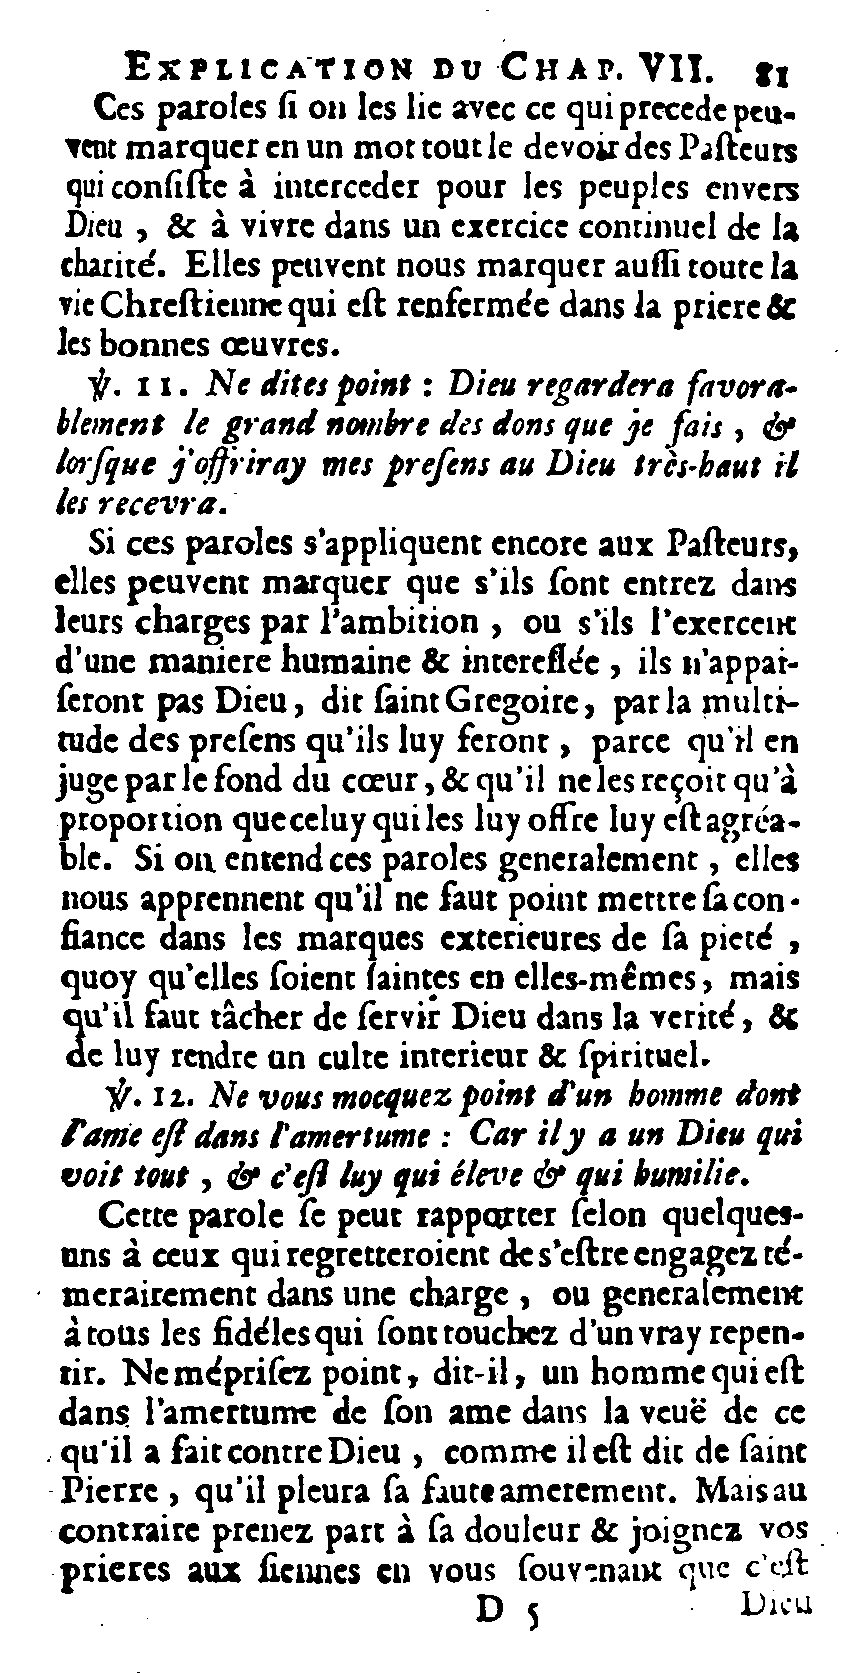 EXPLICATION DU CHAP. VII. 81
Ces paroles ſi on les lie avec ce qui precede peu-
vent marquer en un mot tout le devoir des Paſteurs
qui conſiſte à interceder pour les peuples envers
Dieu , & à vivre dans un exercice continuel de la
charité. Elles peuvent nous marquer auſſi toute la
vie Chreſtienne qui eſt renfermée dans la priere &
les bonnes œuvres.
℣. 11. Ne dites point : Dieu regardera favora-
blement le grand nombre des dons que je fais , &
lorſque j'offriray mes preſens au Dieu très-haut il
les recevra.
Si ces paroles s'appliquent encore aux Paſteurs,
elles peuvent marquer que s'ils ſont entrez dans
leurs charges par l'ambition , ou s'ils l'exercent
d'une maniere humaine & intereſſée , ils n'appai-
ſeront pas Dieu, dit ſaint Gregoire, par la multi-
tude des preſens qu'ils luy feront , parce qu'il en
juge par le fond du cœur , & qu'il ne les reçoit qu'à
proportion que celuy qui les luy offre luy eſt agréa-
ble. Si on entend ces paroles generalement , elles
nous apprennent qu'il ne faut point mettre ſa con-
fiance dans les marques exterieures de ſa pieté ,
quoy qu'elles ſoient ſaintes en elles-mêmes, mais
qu'il faut tâcher de ſervir Dieu dans la verité, &
de luy rendre un culte interieur & ſpirituel.
℣. 12. Ne vous mocquez point d'un homme dont
l'ame eſt dans l'amertume : Car il y a un Dieu qui
voit tout , & c'eſt luy qui éleve & qui humilie.
Cette parole ſe peut rapporter ſelon quelques-
uns à ceux qui regretteroient de s'eſtre engagez té-
merairement dans une charge , ou generalement
à tous les fidéles qui ſont touchez d'un vray repen-
tir. Ne mépriſez point, dit-il, un homme qui eſt
dans l'amertume de ſon ame dans la veuë de ce
qu'il a fait contre Dieu , comme il eſt dit de ſaint
Pierre , qu'il pleura ſa faute amerement. Mais au
contraire prenez part à ſa douleur & joignez vos
prieres aux ſiennes en vous ſouvenant que c'eſt
D 5 Dieu